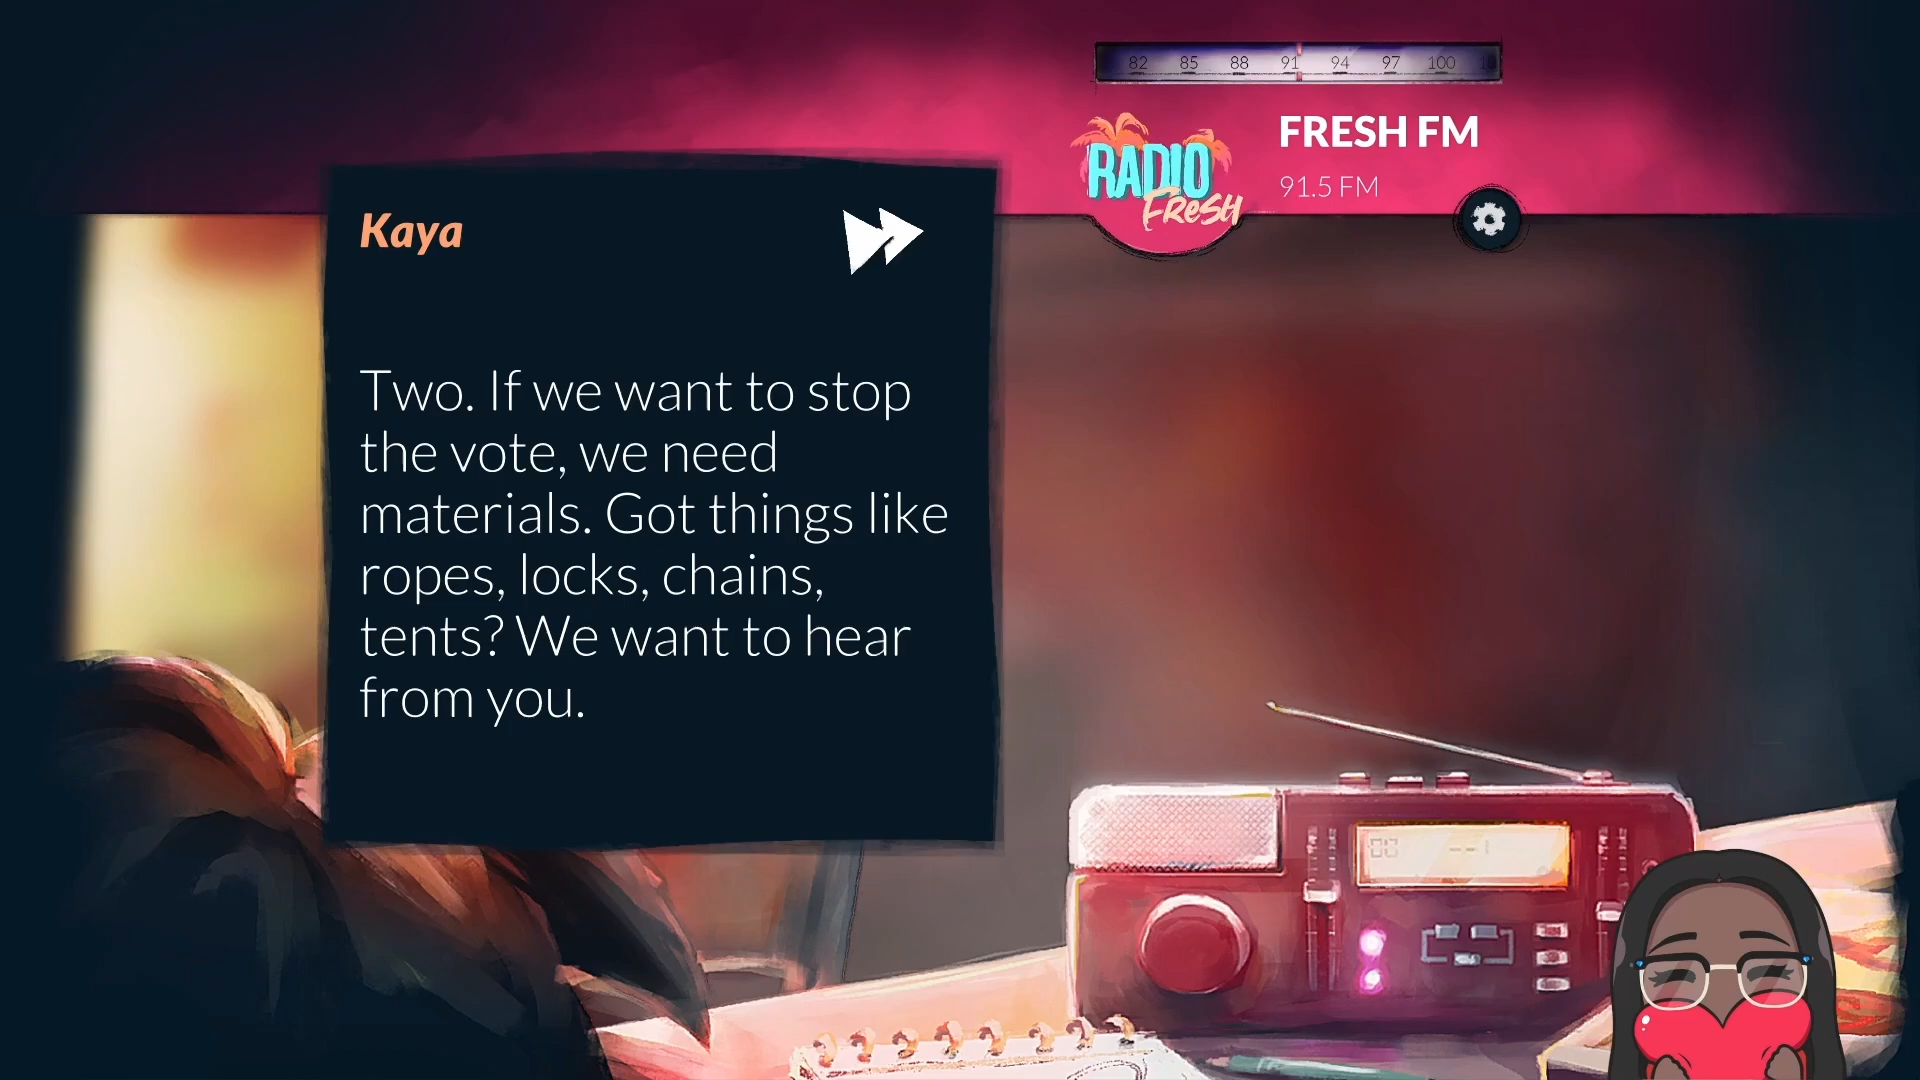 82 85 88 91 94 97 100
RADIO
FRESH
FRESH FM
91.5 FM
Kaya
Two. If we want to stop
the vote, we need
materials. Got things like
ropes, locks, chains,
tents? We want to hear
from you.